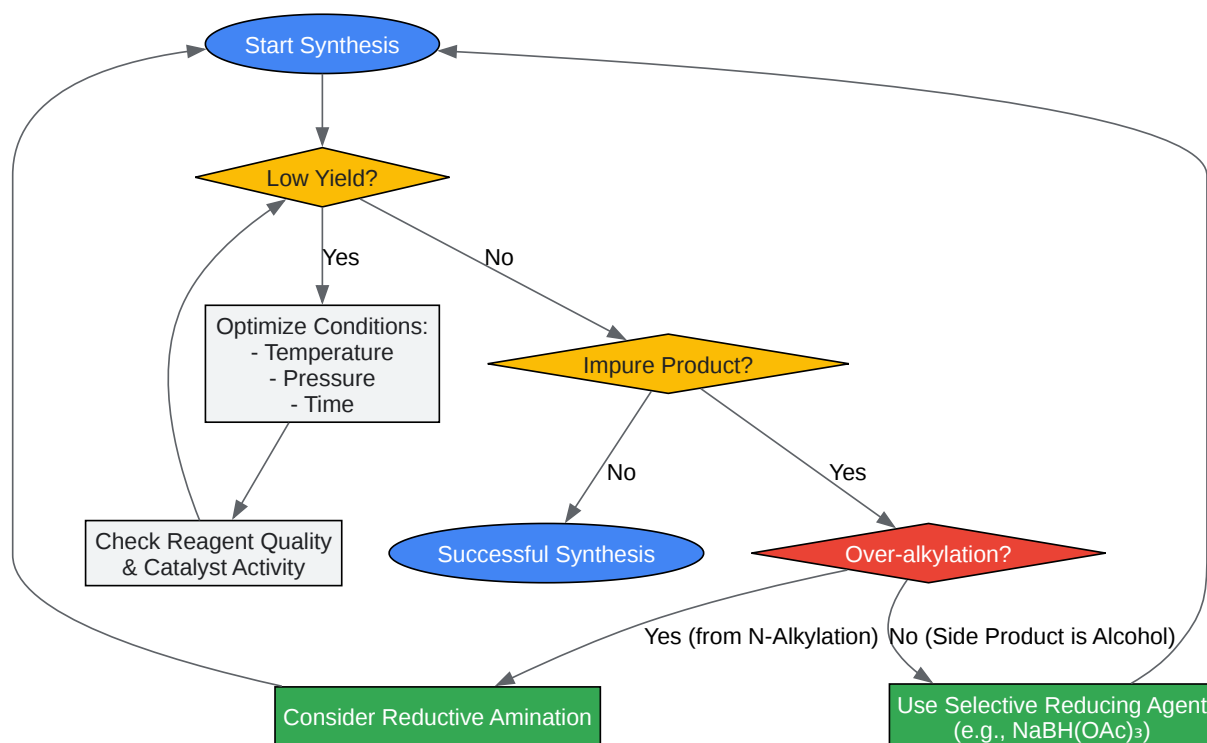 Start Synthesis
Low Yield?
Yes
No
Optimize Conditions:
- Temperature
- Pressure
- Time
Impure Product?
No
Yes
Check Reagent Quality
& Catalyst Activity
Successful Synthesis
Over-alkylation?
Yes (from N-Alkylation)
No (Side Product is Alcohol)
Consider Reductive Amination
Use Selective Reducing Agent
(e.g., NaBH(OAc)₃)